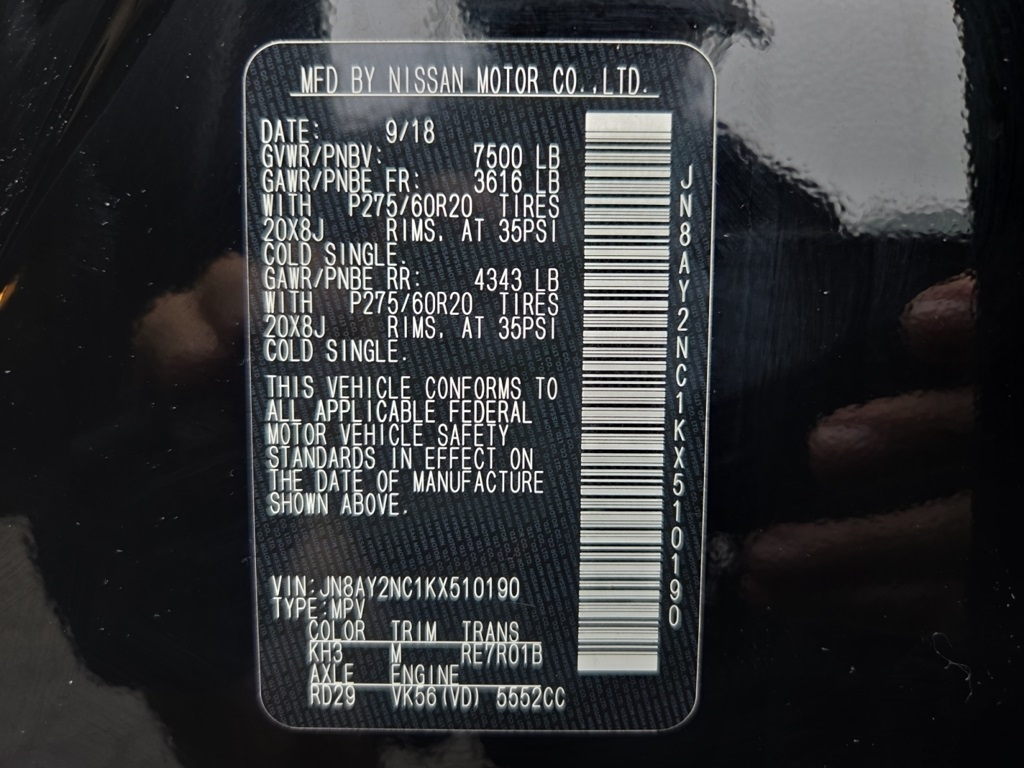 MFD BY NISSAN MOTOR CO.,LTD.
DATE: 9/18
GVWR/PNBV: 7500 LB
GAWR/PNBE FR: 3616 LB
WITH P275/60R20 TIRES
20X8J RIMS. AT 35PSI
COLD SINGLE.
GAWR/PNBE RR: 4343 LB
WITH P275/60R20 TIRES
20X8J RIMS. AT 35PSI
COLD SINGLE.
THIS VEHICLE CONFORMS TO
ALL APPLICABLE FEDERAL
MOTOR VEHICLE SAFETY
STANDARDS IN EFFECT ON
THE DATE OF MANUFACTURE
SHOWN ABOVE.
VIN:JN8AY2NC1KX510190
TYPE:MPV
COLOR TRIM TRANS
KH3 M RE7R01B
AXLE ENGINE
RD29 VK56(VD) 5552CC
JN8AY2NC1KX510190